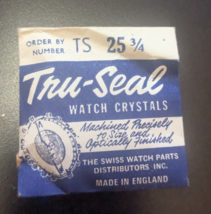 ORDER BY
NUMBER TS 25 3/4
Tru-Seal
WATCH CRYSTALS
Machined Precisely
to Size and
Optically Finished
THE SWISS WATCH PARTS
DISTRIBUTORS INC.
MADE IN ENGLAND